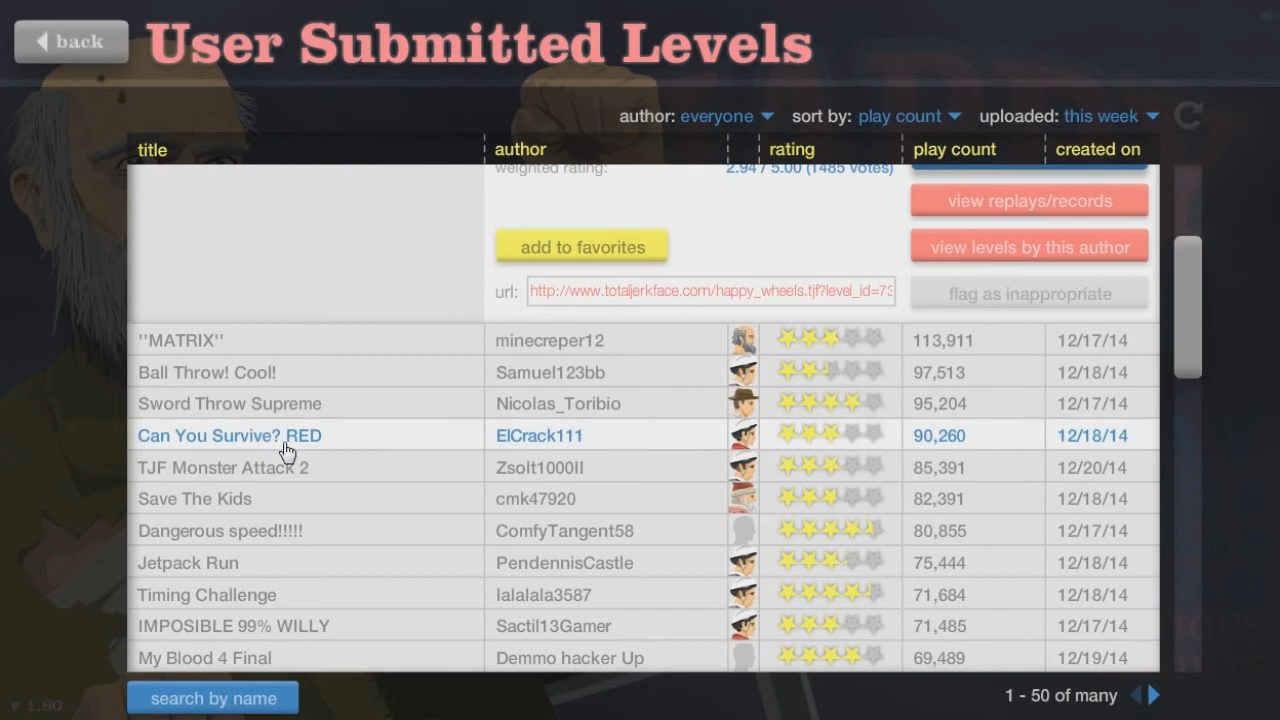 back
User Submitted Levels
author: everyone sort by: play count uploaded: this week
title author rating play count created on
weighted rating: 2.94 / 5.00 (1485 votes)
view replays/records
add to favorites view levels by this author
url: http://www.totaljerkface.com/happy_wheels.tjf?level_id=73 flag as inappropriate
''MATRIX'' minecreper12 113,911 12/17/14
Ball Throw! Cool! Samuel123bb 97,513 12/18/14
Sword Throw Supreme Nicolas_Toribio 95,204 12/17/14
Can You Survive? RED ElCrack111 90,260 12/18/14
TJF Monster Attack 2 Zsolt1000II 85,391 12/20/14
Save The Kids cmk47920 82,391 12/18/14
Dangerous speed!!!!! ComfyTangent58 80,855 12/17/14
Jetpack Run PendennisCastle 75,444 12/18/14
Timing Challenge lalalala3587 71,684 12/18/14
IMPOSIBLE 99% WILLY Sactil13Gamer 71,485 12/17/14
My Blood 4 Final Demmo hacker Up 69,489 12/19/14
search by name 1 - 50 of many
v 1.80